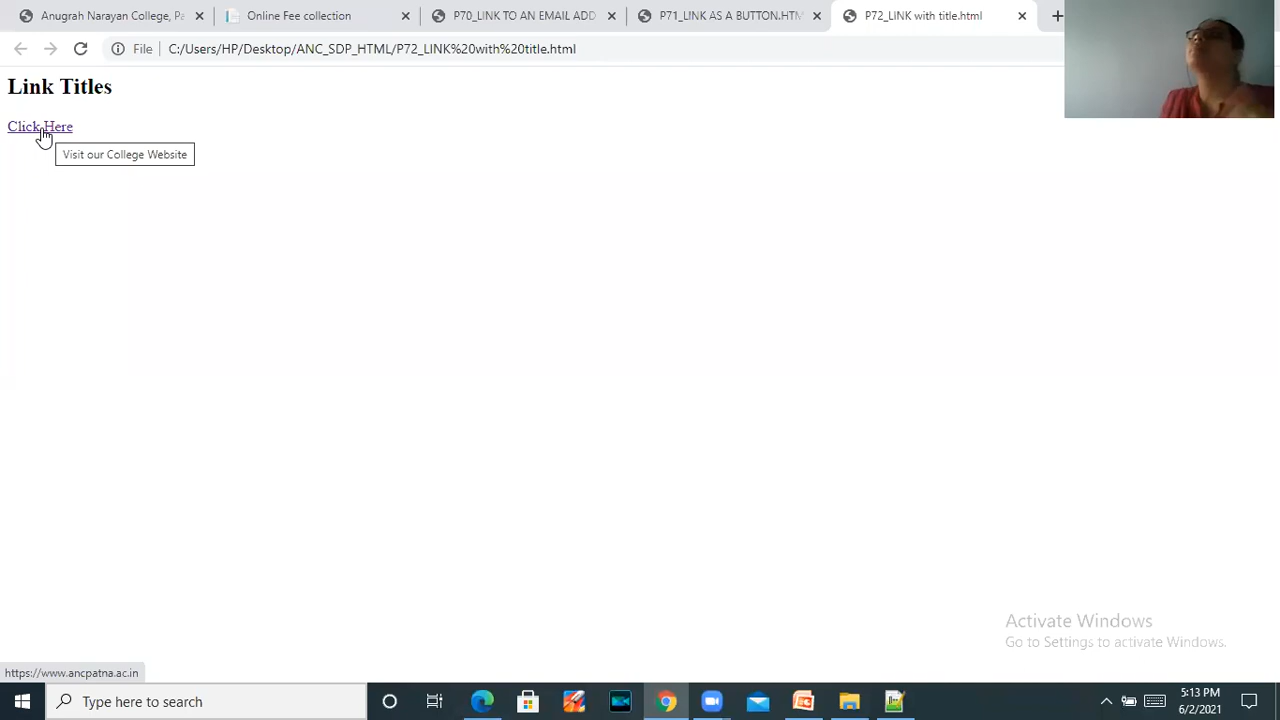 Anugrah Narayan College, Pa
Online Fee collection
P70_LINK TO AN EMAIL ADD
P71_LINK AS A BUTTON.HTM
P72_LINK with title.html
File
C:/Users/HP/Desktop/ANC_SDP_HTML/P72_LINK%20with%20title.html
Link Titles
Click Here
Visit our College Website
Activate Windows
Go to Settings to activate Windows.
https://www.ancpatna.ac.in
Type here to search
5:13 PM
6/2/2021